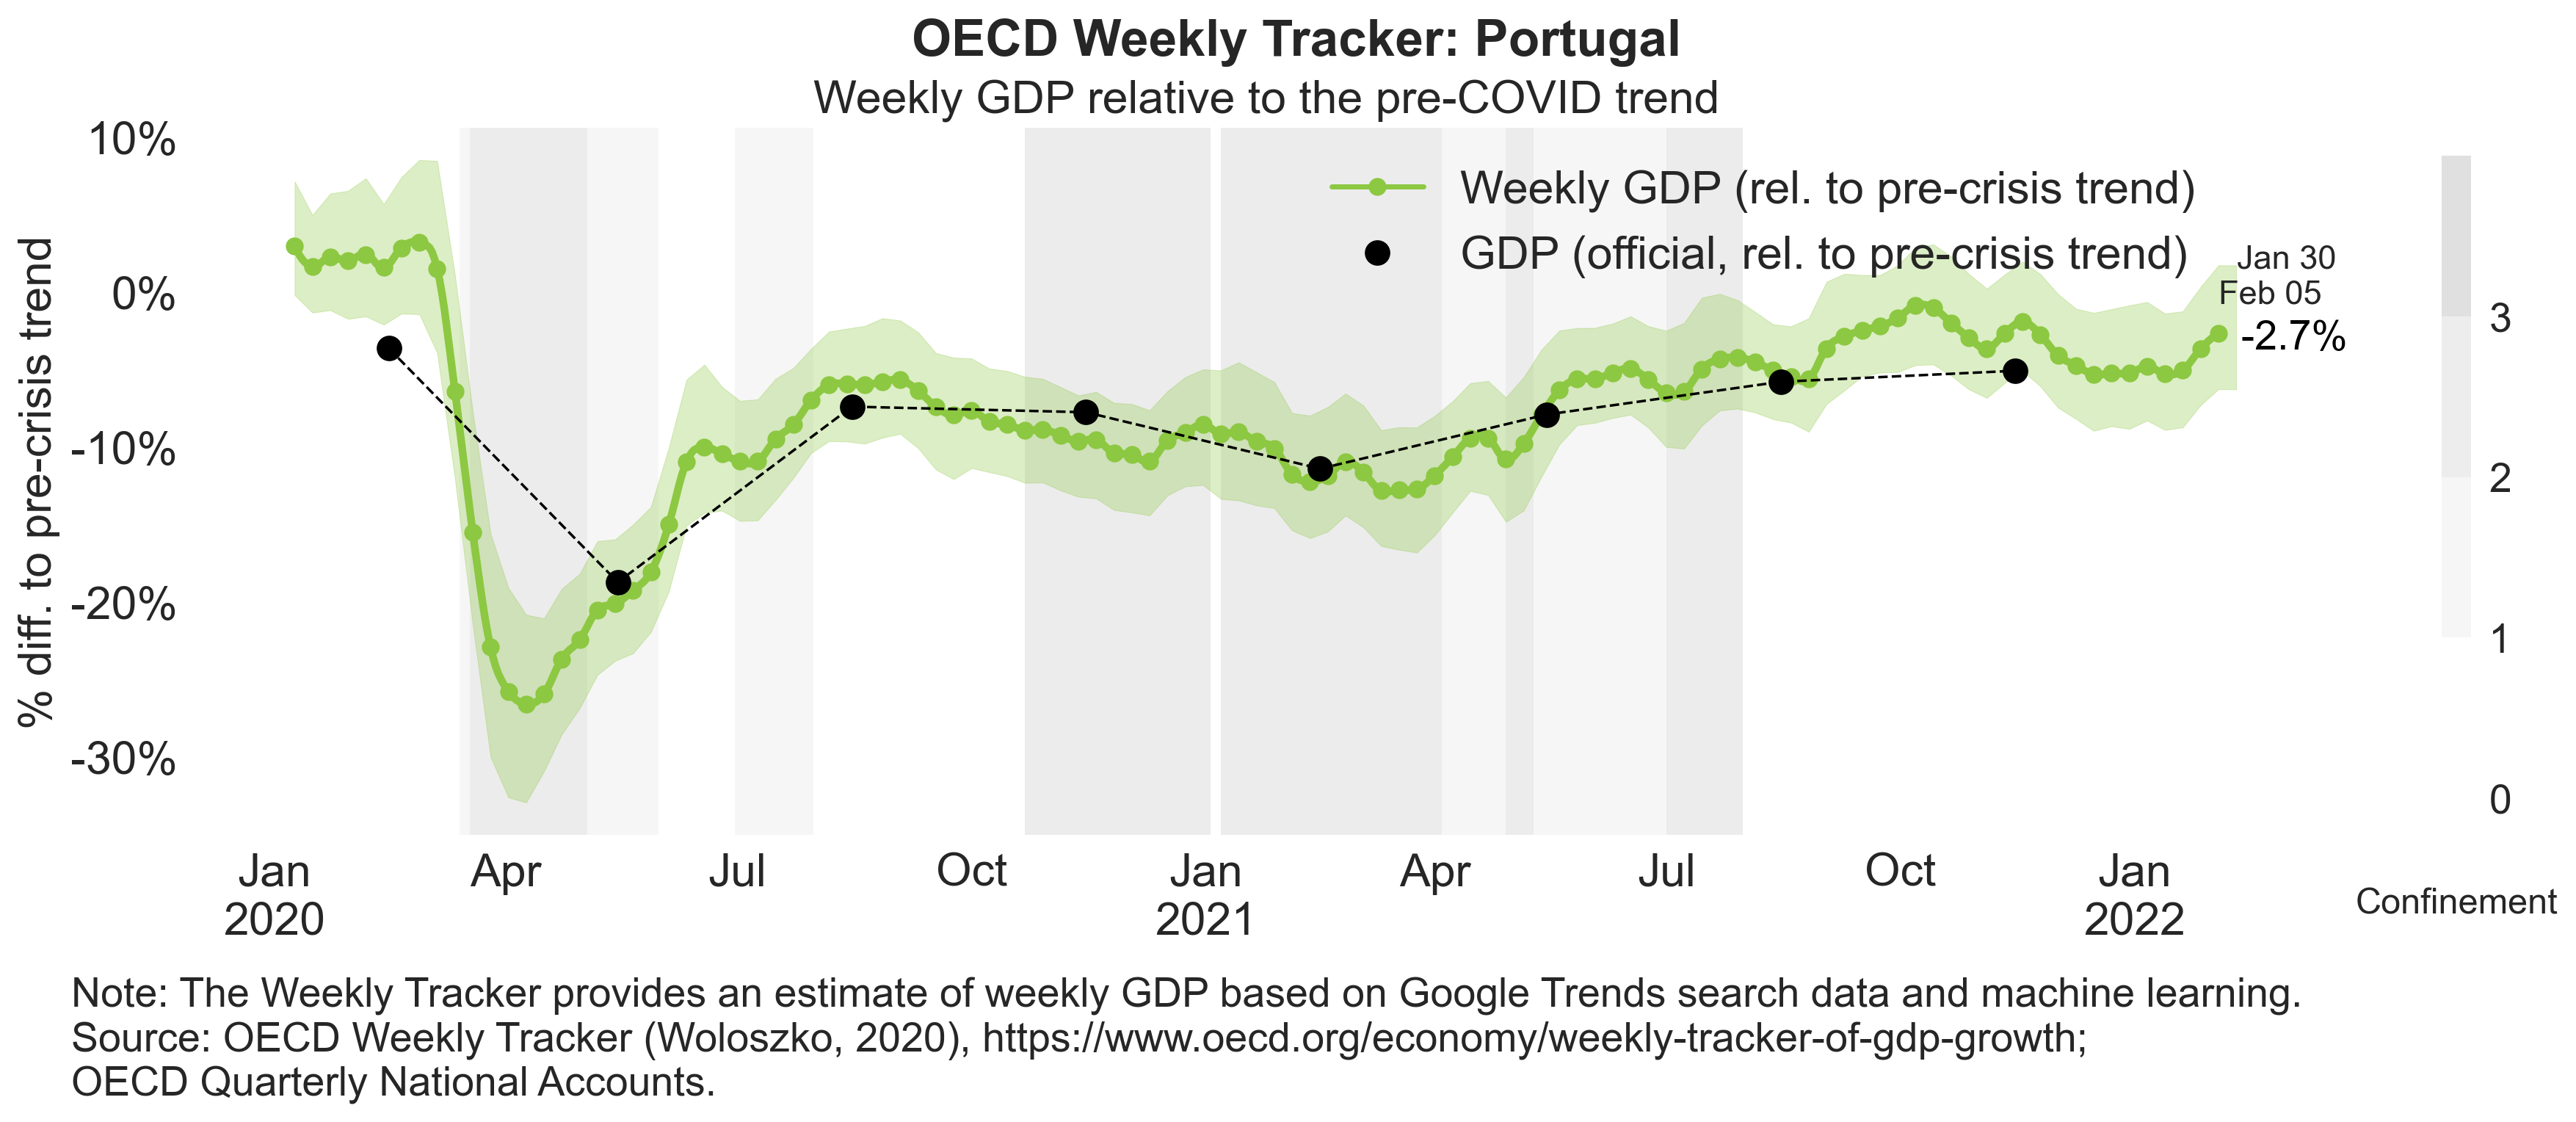 OECD Weekly Tracker: Portugal
Weekly GDP relative to the pre-COVID trend
% diff. to pre-crisis trend
10%
0%
-10%
-20%
-30%
Weekly GDP (rel. to pre-crisis trend)
GDP (official, rel. to pre-crisis trend)
Jan 30
Feb 05
-2.7%
3
2
1
0
Jan Apr Jul Oct Jan Apr Jul Oct Jan
2020 2021 2022
Confinement
Note: The Weekly Tracker provides an estimate of weekly GDP based on Google Trends search data and machine learning.
Source: OECD Weekly Tracker (Woloszko, 2020), https://www.oecd.org/economy/weekly-tracker-of-gdp-growth;
OECD Quarterly National Accounts.